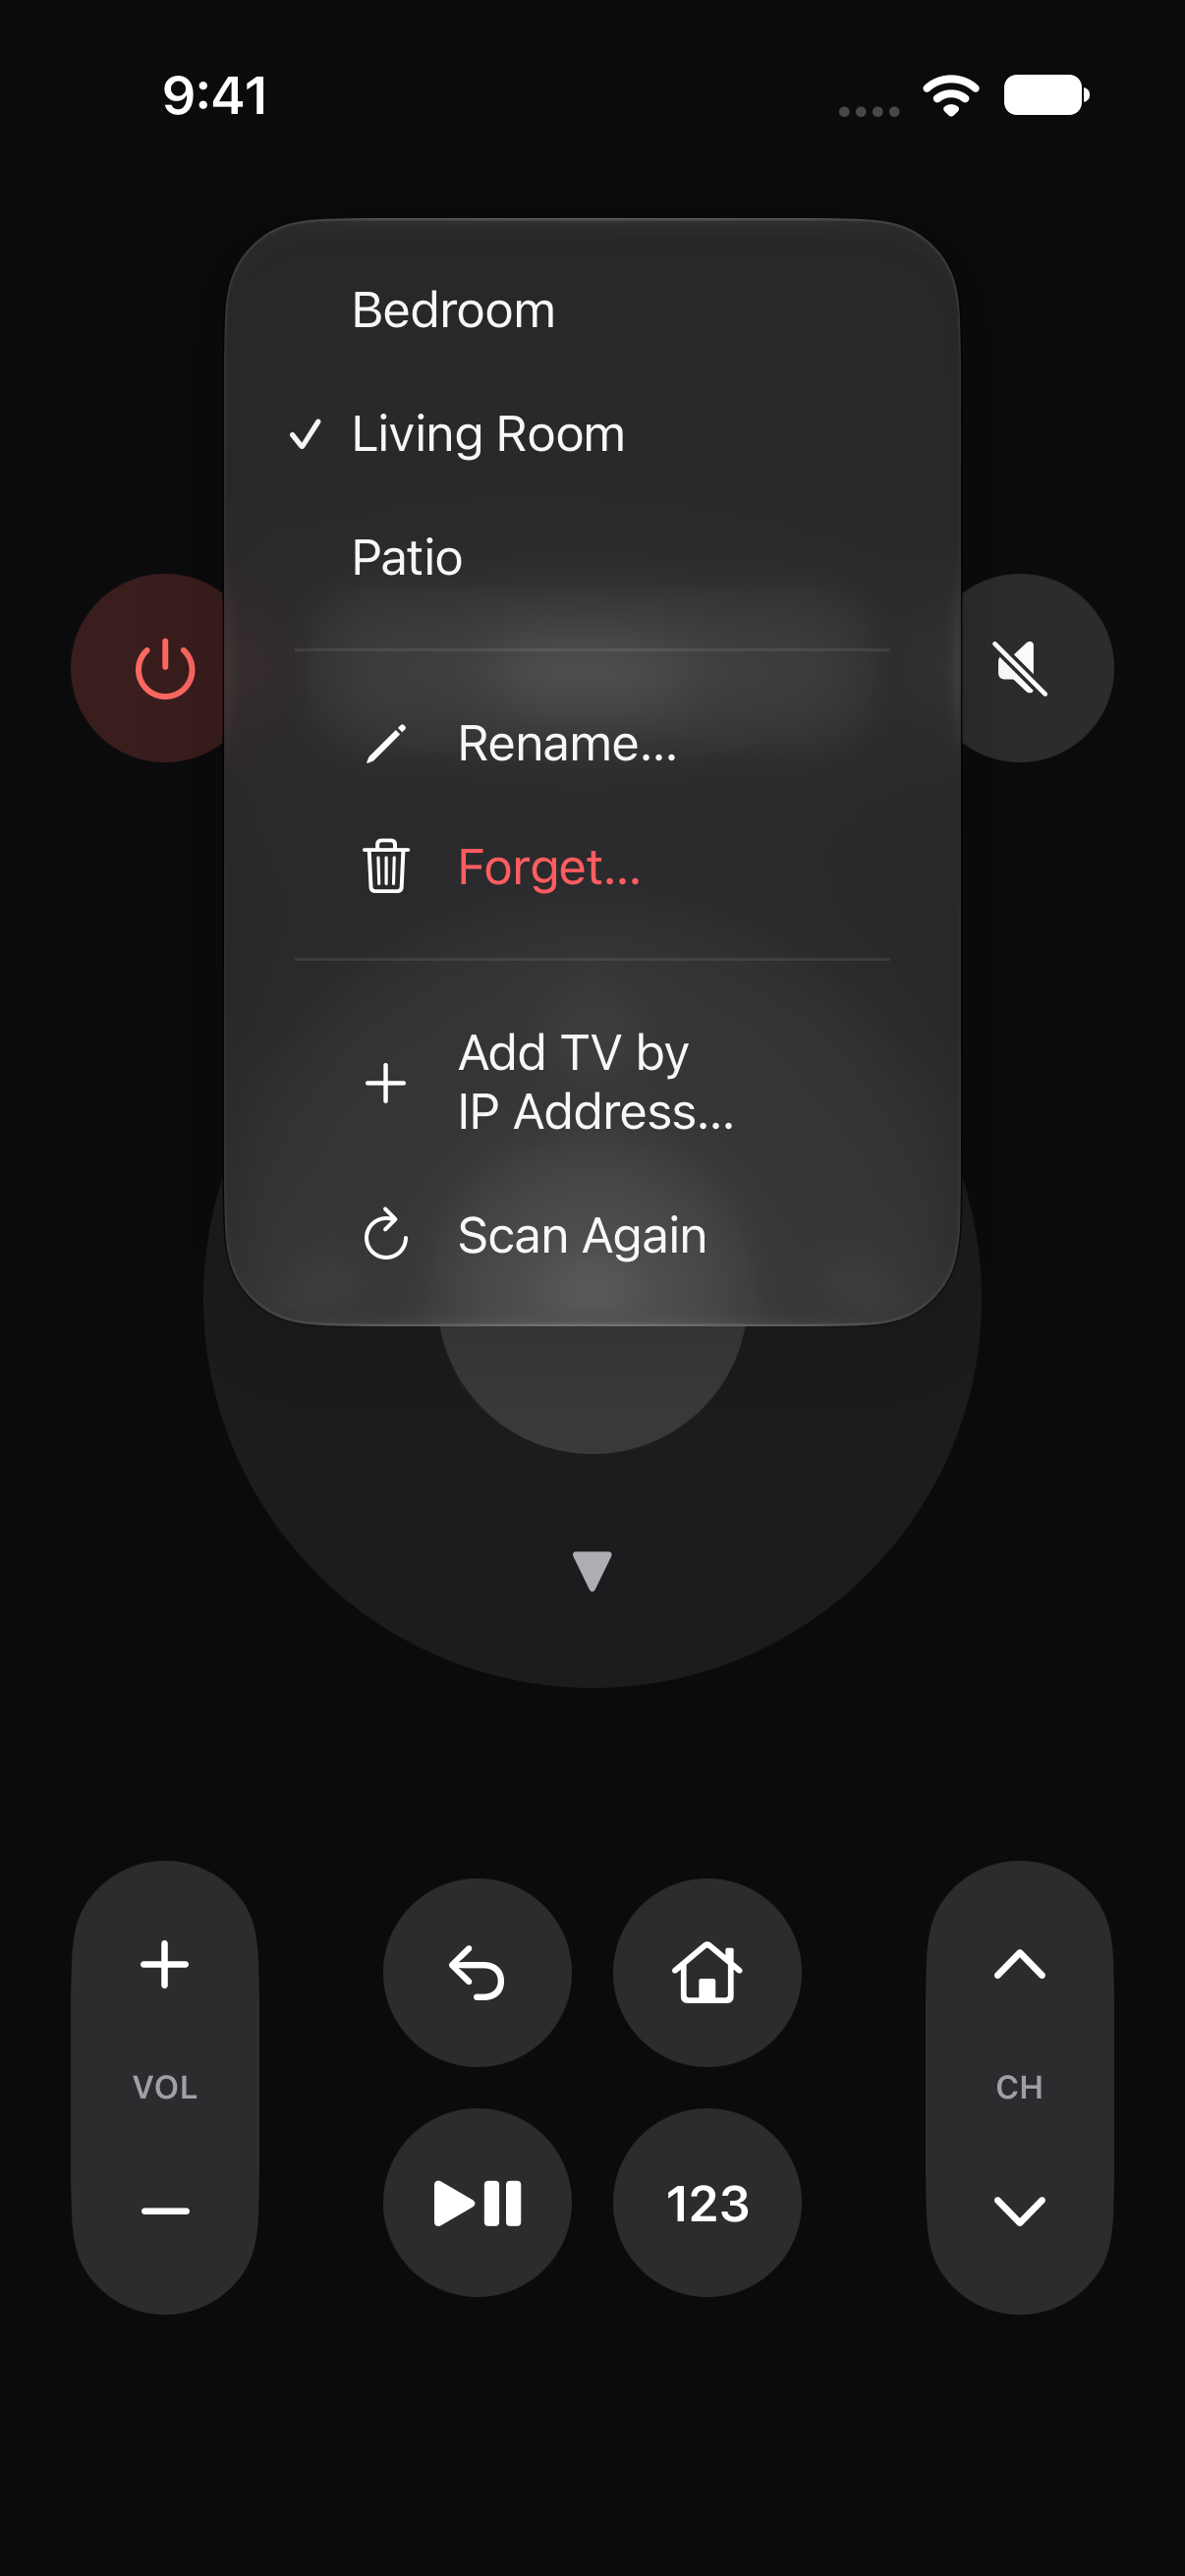 9:41
Bedroom
Living Room
Patio
Rename...
Forget...
Add TV by
IP Address...
Scan Again
VOL
CH
123